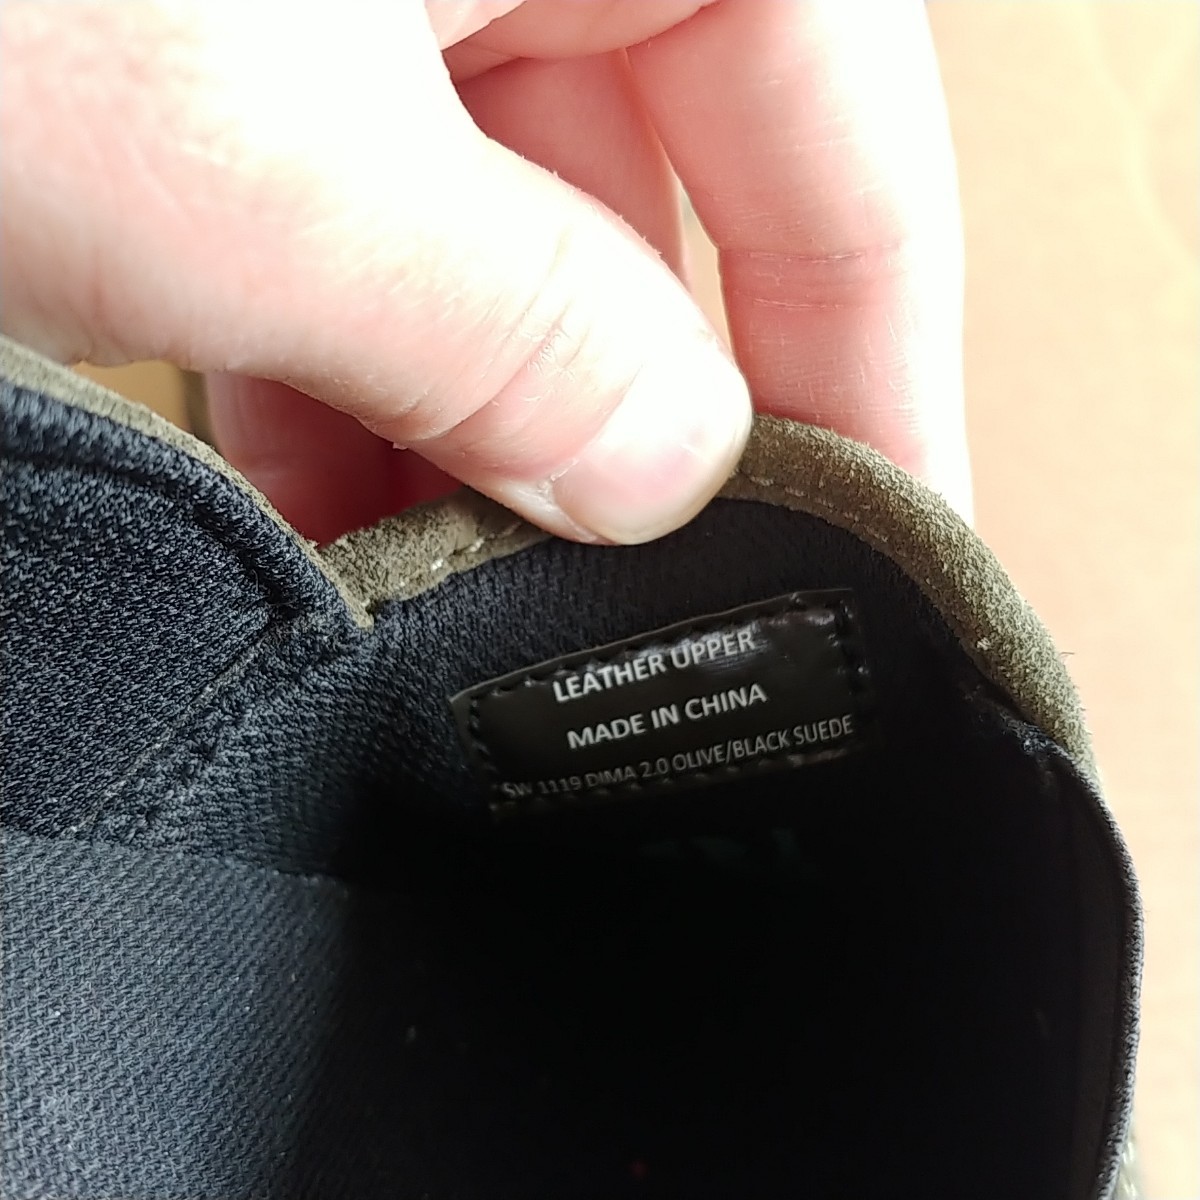 LEATHER UPPER
MADE IN CHINA
SW 1119 DIMA 2.0 OLIVE/BLACK SUEDE